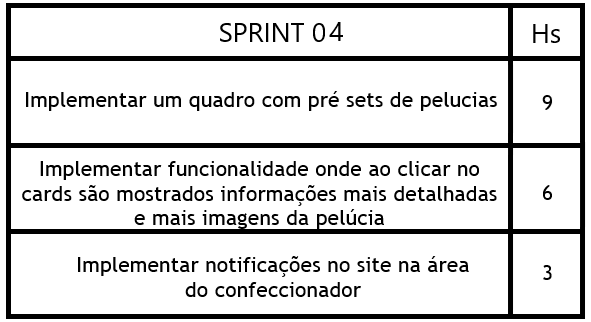 SPRINT 04 Hs
Implementar um quadro com pré sets de pelucias 9
Implementar funcionalidade onde ao clicar no
cards são mostrados informações mais detalhadas 6
e mais imagens da pelúcia
Implementar notificações no site na área 3
do confeccionador